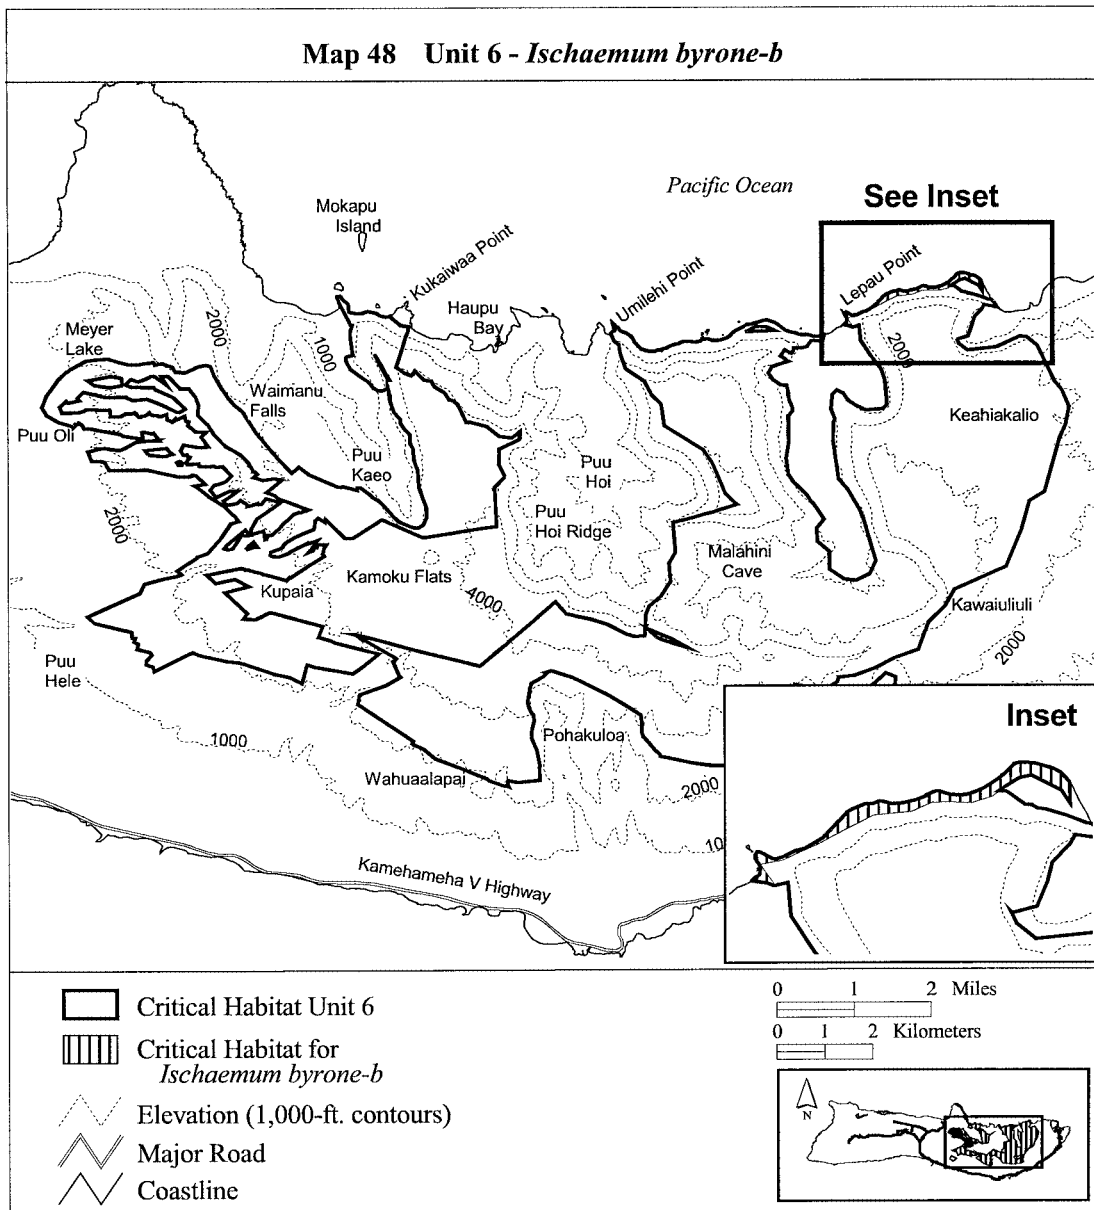 Map 48 Unit 6 - Ischaemum byrone-b
Pacific Ocean
See Inset
Mokapu
Island
Kukaiwaa Point
Haupu
Bay
Umilehi Point
Lepau Point
Meyer
Lake
2000
1000
2000
Waimanu
Falls
Keahiakalio
Puu Oli
Puu
Kaeo
Puu
Hoi
2000
Puu
Hoi Ridge
Malahini
Cave
Kamoku Flats
Kupaia
4000
Kawaiuliuli
2000
Puu
Hele
Inset
1000
Pohakuloa
Wahuaalapai
2000
10
Kamehameha V Highway
Critical Habitat Unit 6
Critical Habitat for
Ischaemum byrone-b
Elevation (1,000-ft. contours)
Major Road
Coastline
0 1 2 Miles
0 1 2 Kilometers
N